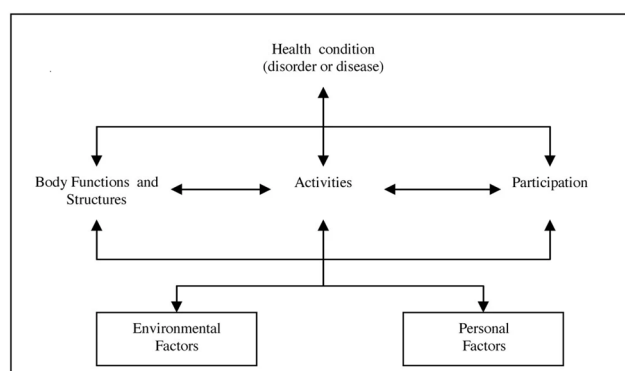 Health condition
(disorder or disease)
Body Functions and
Structures
Activities
Participation
Environmental
Factors
Personal
Factors